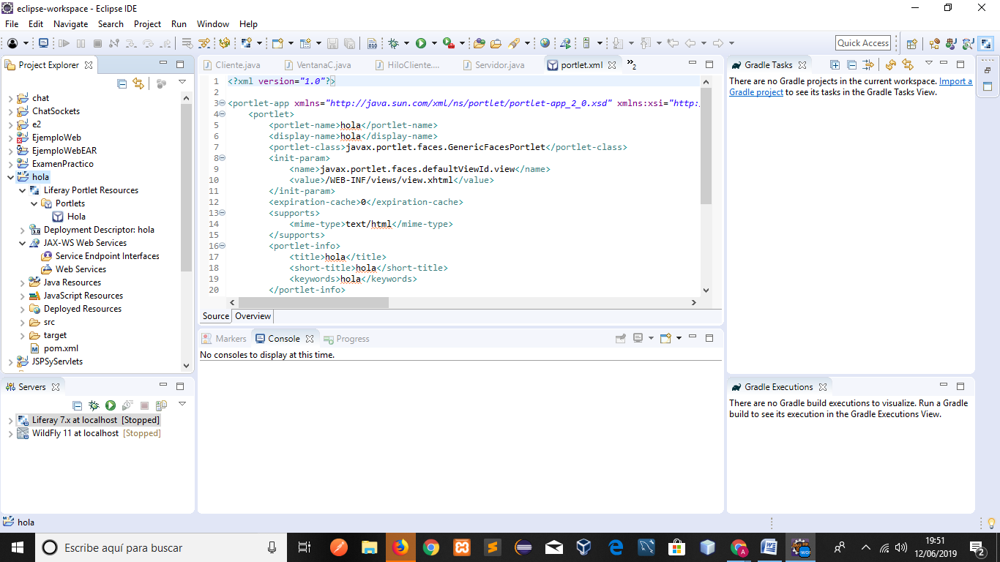 eclipse-workspace - Eclipse IDE
File Edit Navigate Search Project Run Window Help
Quick Access
Project Explorer
chat
ChatSockets
e2
EjemploWeb
EjemploWebEAR
ExamenPractico
hola
Liferay Portlet Resources
Portlets
Hola
Deployment Descriptor: hola
JAX-WS Web Services
Service Endpoint Interfaces
Web Services
Java Resources
JavaScript Resources
Deployed Resources
src
target
pom.xml
JSPSyServlets
Servers
Liferay 7.x at localhost [Stopped]
WildFly 11 at localhost [Stopped]
Cliente.java VentanaC.java HiloCliente.... Servidor.java portlet.xml »2
1 <?xml version="1.0"?>
2
3 <portlet-app xmlns="http://java.sun.com/xml/ns/portlet/portlet-app_2_0.xsd" xmlns:xsi="http:
4 <portlet>
5 <portlet-name>hola</portlet-name>
6 <display-name>hola</display-name>
7 <portlet-class>javax.portlet.faces.GenericFacesPortlet</portlet-class>
8 <init-param>
9 <name>javax.portlet.faces.defaultViewId.view</name>
10 <value>/WEB-INF/views/view.xhtml</value>
11 </init-param>
12 <expiration-cache>0</expiration-cache>
13 <supports>
14 <mime-type>text/html</mime-type>
15 </supports>
16 <portlet-info>
17 <title>hola</title>
18 <short-title>hola</short-title>
19 <keywords>hola</keywords>
20 </portlet-info>
Source Overview
Markers Console Progress
No consoles to display at this time.
Gradle Tasks
There are no Gradle projects in the current workspace. Import a
Gradle project to see its tasks in the Gradle Tasks View.
Gradle Executions
There are no Gradle build executions to visualize. Run a Gradle
build to see its execution in the Gradle Executions View.
hola
Escribe aquí para buscar
19:51
12/06/2019
2